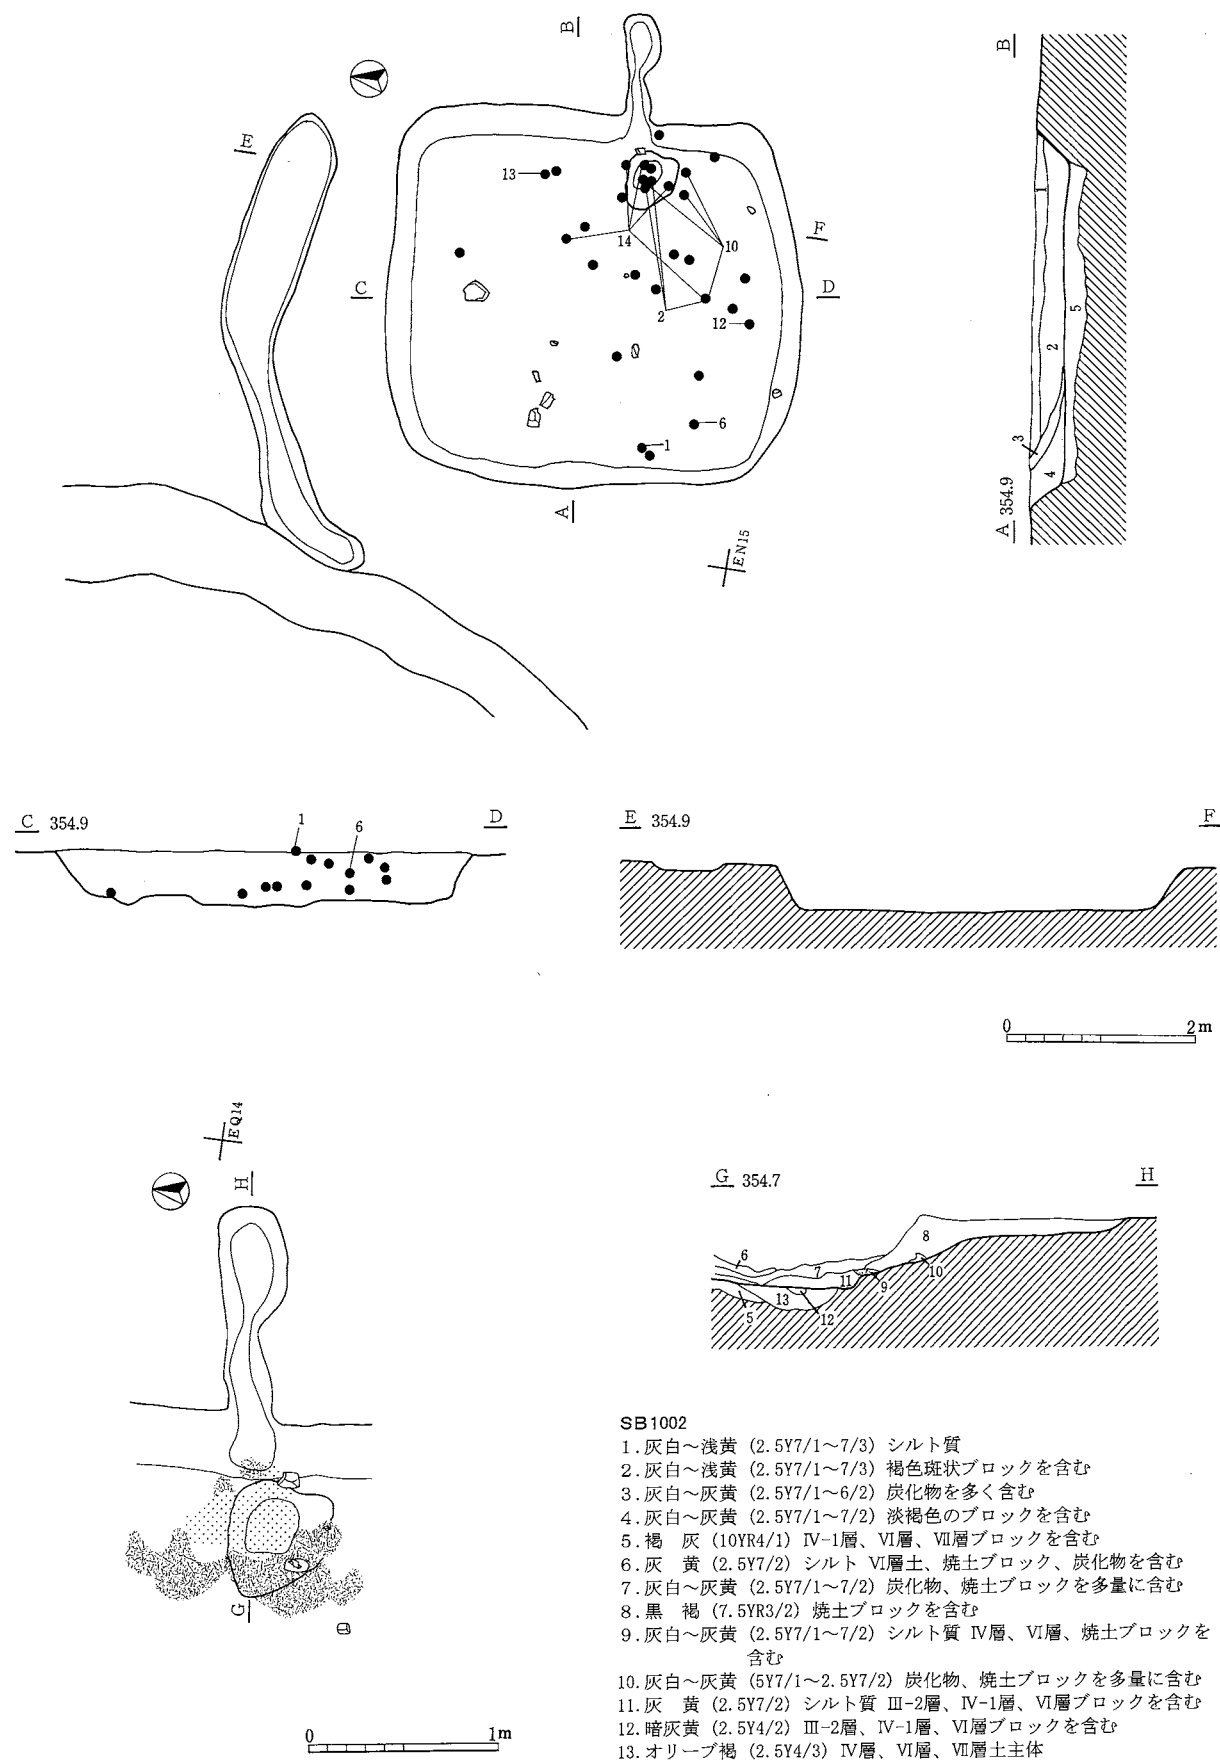 B
B
E
13
F
14
10
C
D
2
12
6
1
A
EN15
1
2
5
3
4
A 354.9
C 354.9
D
1
6
E 354.9
F
0 2m
EQ14
H
G
0 1m
G 354.7
H
6
7
8
10
11
9
13
5
12
SB1002
1.灰白～浅黄 (2.5Y7/1～7/3) シルト質
2.灰白～浅黄 (2.5Y7/1～7/3) 褐色斑状ブロックを含む
3.灰白～灰黄 (2.5Y7/1～6/2) 炭化物を多く含む
4.灰白～灰黄 (2.5Y7/1～7/2) 淡褐色のブロックを含む
5.褐　灰 (10YR4/1) Ⅳ-1層、Ⅵ層、Ⅶ層ブロックを含む
6.灰　黄 (2.5Y7/2) シルト Ⅵ層土、焼土ブロック、炭化物を含む
7.灰白～灰黄 (2.5Y7/1～7/2) 炭化物、焼土ブロックを多量に含む
8.黒　褐 (7.5YR3/2) 焼土ブロックを含む
9.灰白～灰黄 (2.5Y7/1～7/2) シルト質 Ⅳ層、Ⅵ層、焼土ブロックを
含む
10.灰白～灰黄 (5Y7/1～2.5Y7/2) 炭化物、焼土ブロックを多量に含む
11.灰　黄 (2.5Y7/2) シルト質 Ⅲ-2層、Ⅳ-1層、Ⅵ層ブロックを含む
12.暗灰黄 (2.5Y4/2) Ⅲ-2層、Ⅳ-1層、Ⅵ層ブロックを含む
13.オリーブ褐 (2.5Y4/3) Ⅳ層、Ⅵ層、Ⅶ層土主体